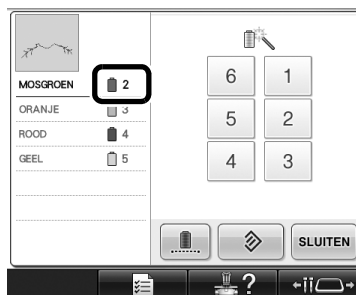 MOSGROEN 2
ORANJE 3
ROOD 4
GEEL 5
6 1
5 2
4 3
SLUITEN
?